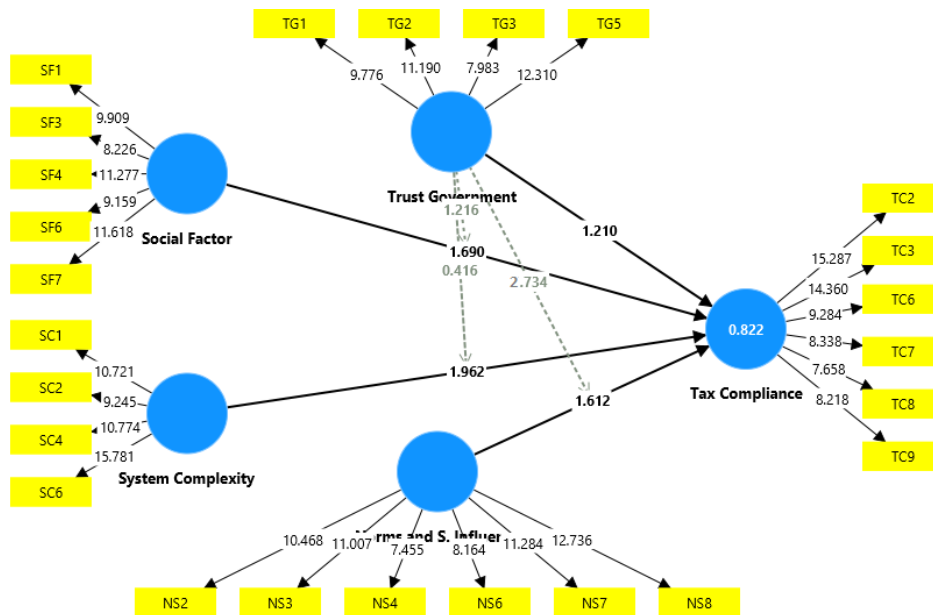 TG1
TG2
TG3
TG5
9.776
11.190
7.983
12.310
SF1
SF3
SF4
SF6
SF7
9.909
8.226
11.277
9.159
11.618
Social Factor
Trust Government
1.216
1.690
0.416
2.734
1.210
SC1
SC2
SC4
SC6
10.721
9.245
10.774
15.781
System Complexity
1.962
1.612
0.822
Tax Compliance
TC2
TC3
TC6
TC7
TC8
TC9
15.287
14.360
9.284
8.338
7.658
8.218
and S. Influen
10.468
11.007
7.455
8.164
11.284
12.736
NS2
NS3
NS4
NS6
NS7
NS8